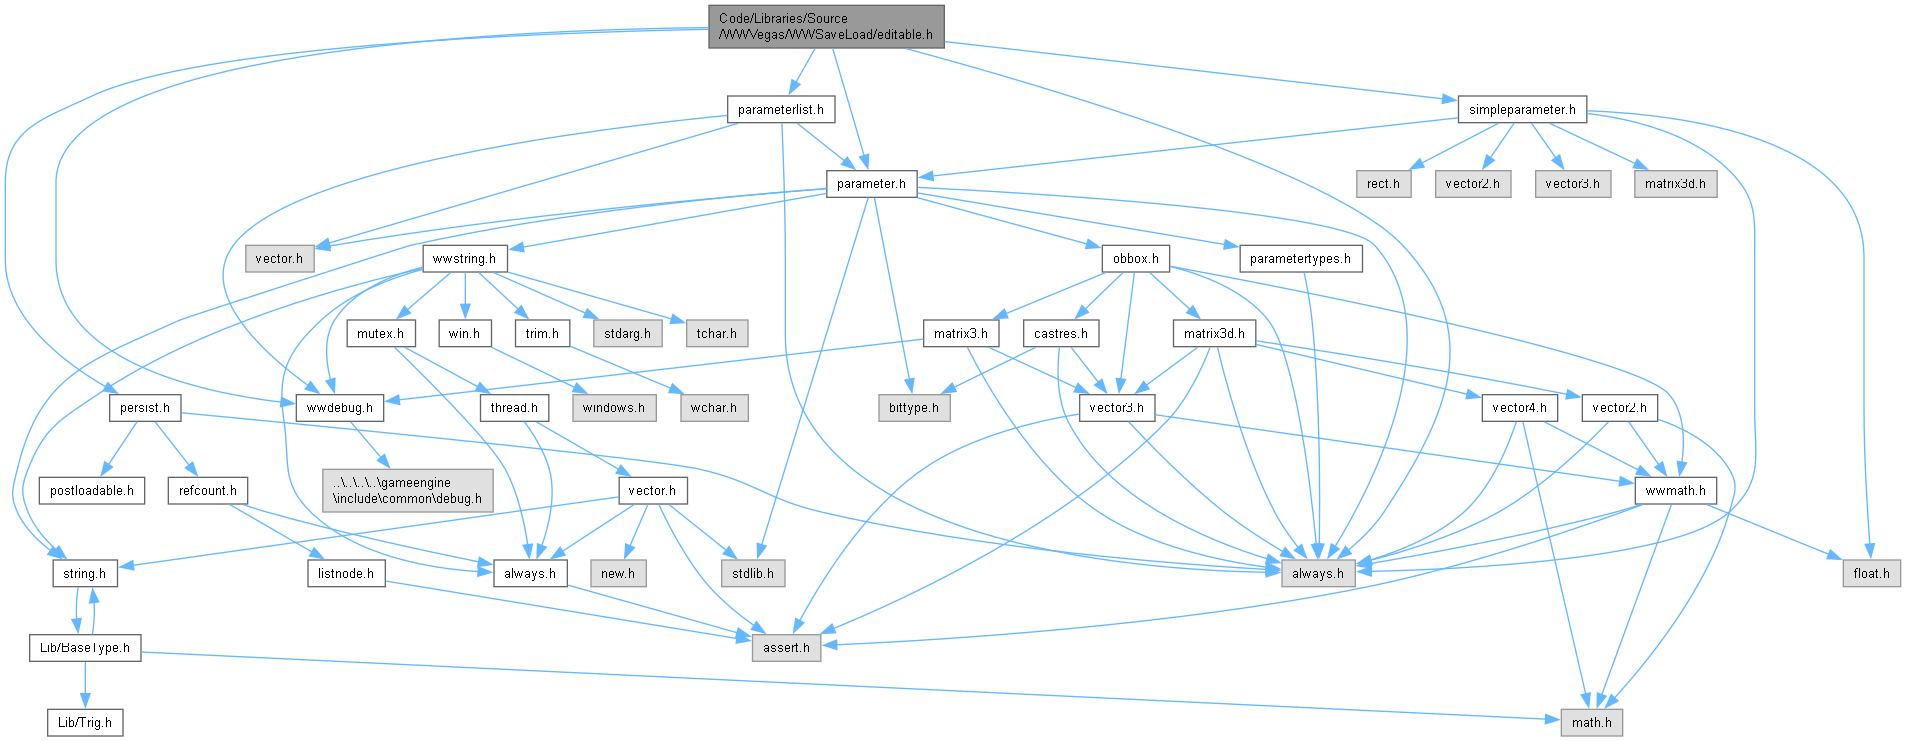 Code/Libraries/Source
/WWVegas/WWSaveLoad/editable.h
parameterlist.h
simpleparameter.h
parameter.h
rect.h
vector2.h
vector3.h
matrix3d.h
vector.h
wwstring.h
obbox.h
parametertypes.h
mutex.h
win.h
trim.h
stdarg.h
tchar.h
matrix3.h
castres.h
matrix3d.h
persist.h
wwdebug.h
thread.h
windows.h
wchar.h
bittype.h
vector3.h
vector4.h
vector2.h
postloadable.h
refcount.h
..\..\..\..\gameengine
\include\common\debug.h
vector.h
wwmath.h
string.h
listnode.h
always.h
new.h
stdlib.h
always.h
float.h
Lib/BaseType.h
assert.h
Lib/Trig.h
math.h